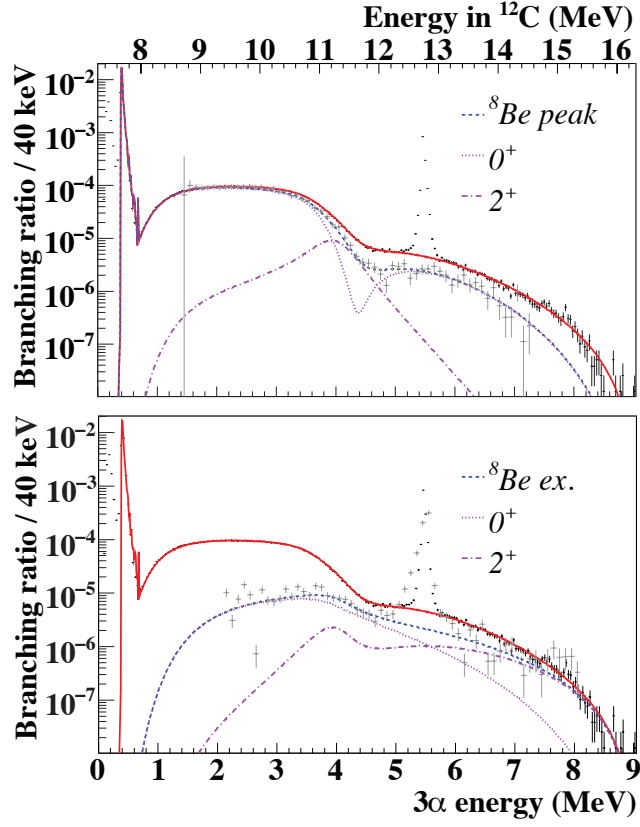 Energy in ¹²C (MeV)
8 9 10 11 12 13 14 15 16
Branching ratio / 40 keV
10⁻²
10⁻³
10⁻⁴
10⁻⁵
10⁻⁶
10⁻⁷
⁸Be peak
0⁺
2⁺
Branching ratio / 40 keV
10⁻²
10⁻³
10⁻⁴
10⁻⁵
10⁻⁶
10⁻⁷
⁸Be ex.
0⁺
2⁺
0 1 2 3 4 5 6 7 8 9
3α energy (MeV)